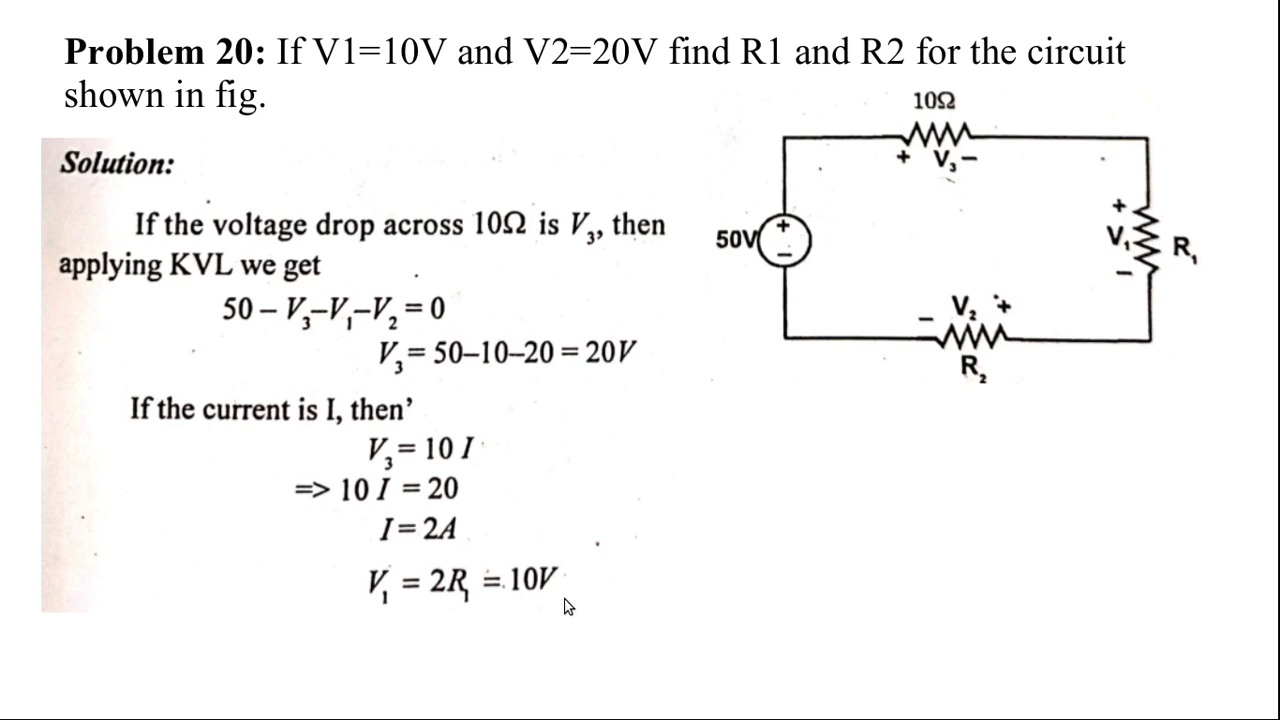 Problem 20: If V1=10V and V2=20V find R1 and R2 for the circuit
shown in fig.
Solution:
If the voltage drop across 10Ω is V₃, then
applying KVL we get
50 – V₃–V₁–V₂ = 0
V₃ = 50–10–20 = 20V
If the current is I, then’
V₃ = 10 I
=> 10 I = 20
I = 2A
V₁ = 2R₁ = 10V
10Ω
+ V₃ –
50V
+
–
+
V₁
–
R₁
– V₂ +
R₂